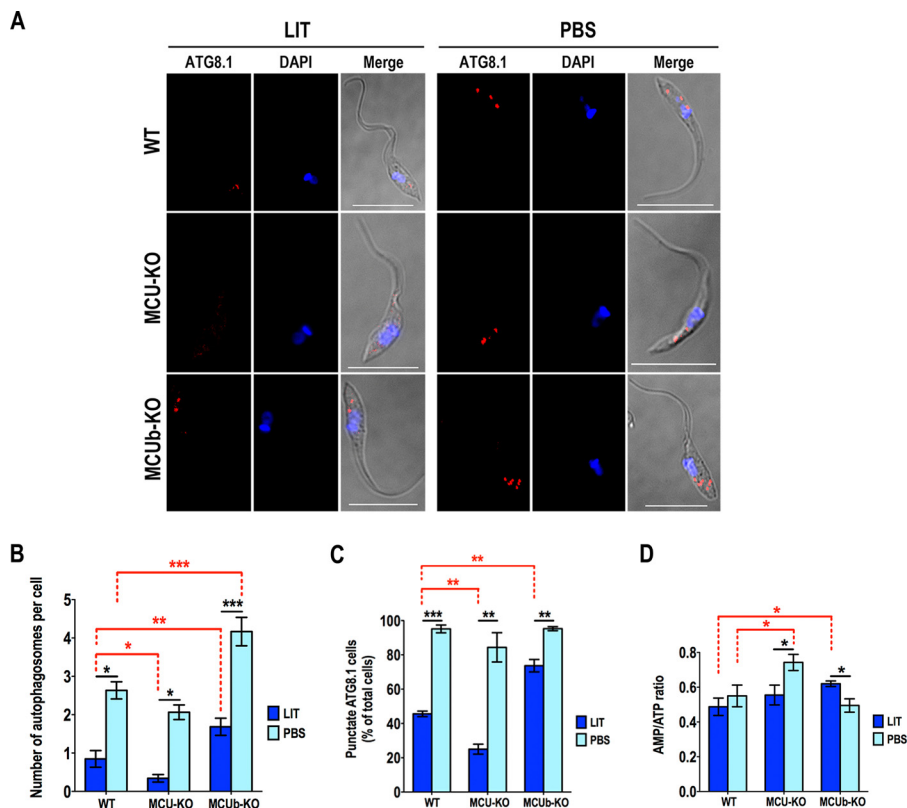 A
LIT PBS
ATG8.1 DAPI Merge ATG8.1 DAPI Merge
WT
MCU-KO
MCUb-KO
B
Number of autophagosomes per cell
5
4
3
2
1
0
***
**
*
*
*
***
LIT
PBS
WT MCU-KO MCUb-KO
C
Punctate ATG8.1 cells
(% of total cells)
100
80
60
40
20
0
**
**
***
**
**
LIT
PBS
WT MCU-KO MCUb-KO
D
AMP/ATP ratio
0.8
0.6
0.4
0.2
0.0
*
*
*
*
LIT
PBS
WT MCU-KO MCUb-KO